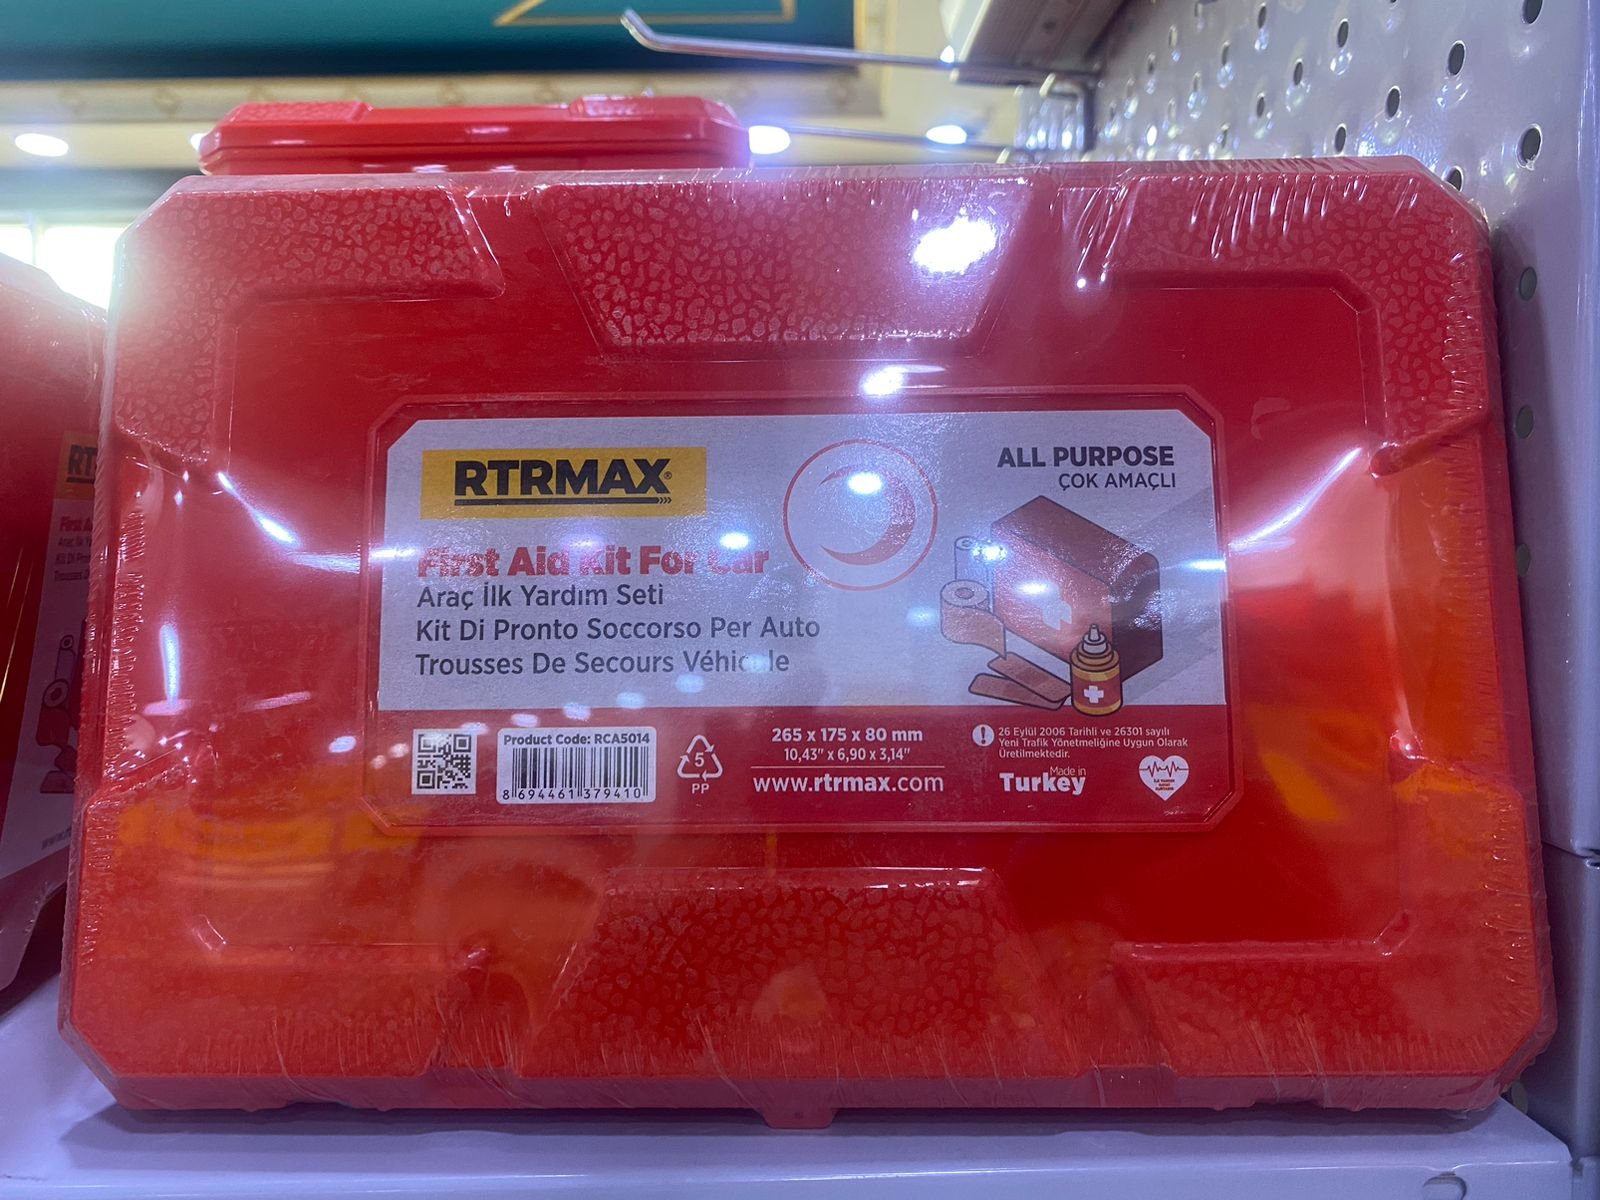 RTRMAX®
ALL PURPOSE
ÇOK AMAÇLI
First Aid Kit For Car
Araç İlk Yardım Seti
Kit Di Pronto Soccorso Per Auto
Trousses De Secours Véhicule
Product Code: RCA5014
8 694461 379410
5
PP
265 x 175 x 80 mm
10,43" x 6,90 x 3,14"
www.rtrmax.com
26 Eylül 2006 Tarihli ve 26301 sayılı
Yeni Trafik Yönetmeliğine Uygun Olarak
Üretilmektedir.
Made in
Turkey